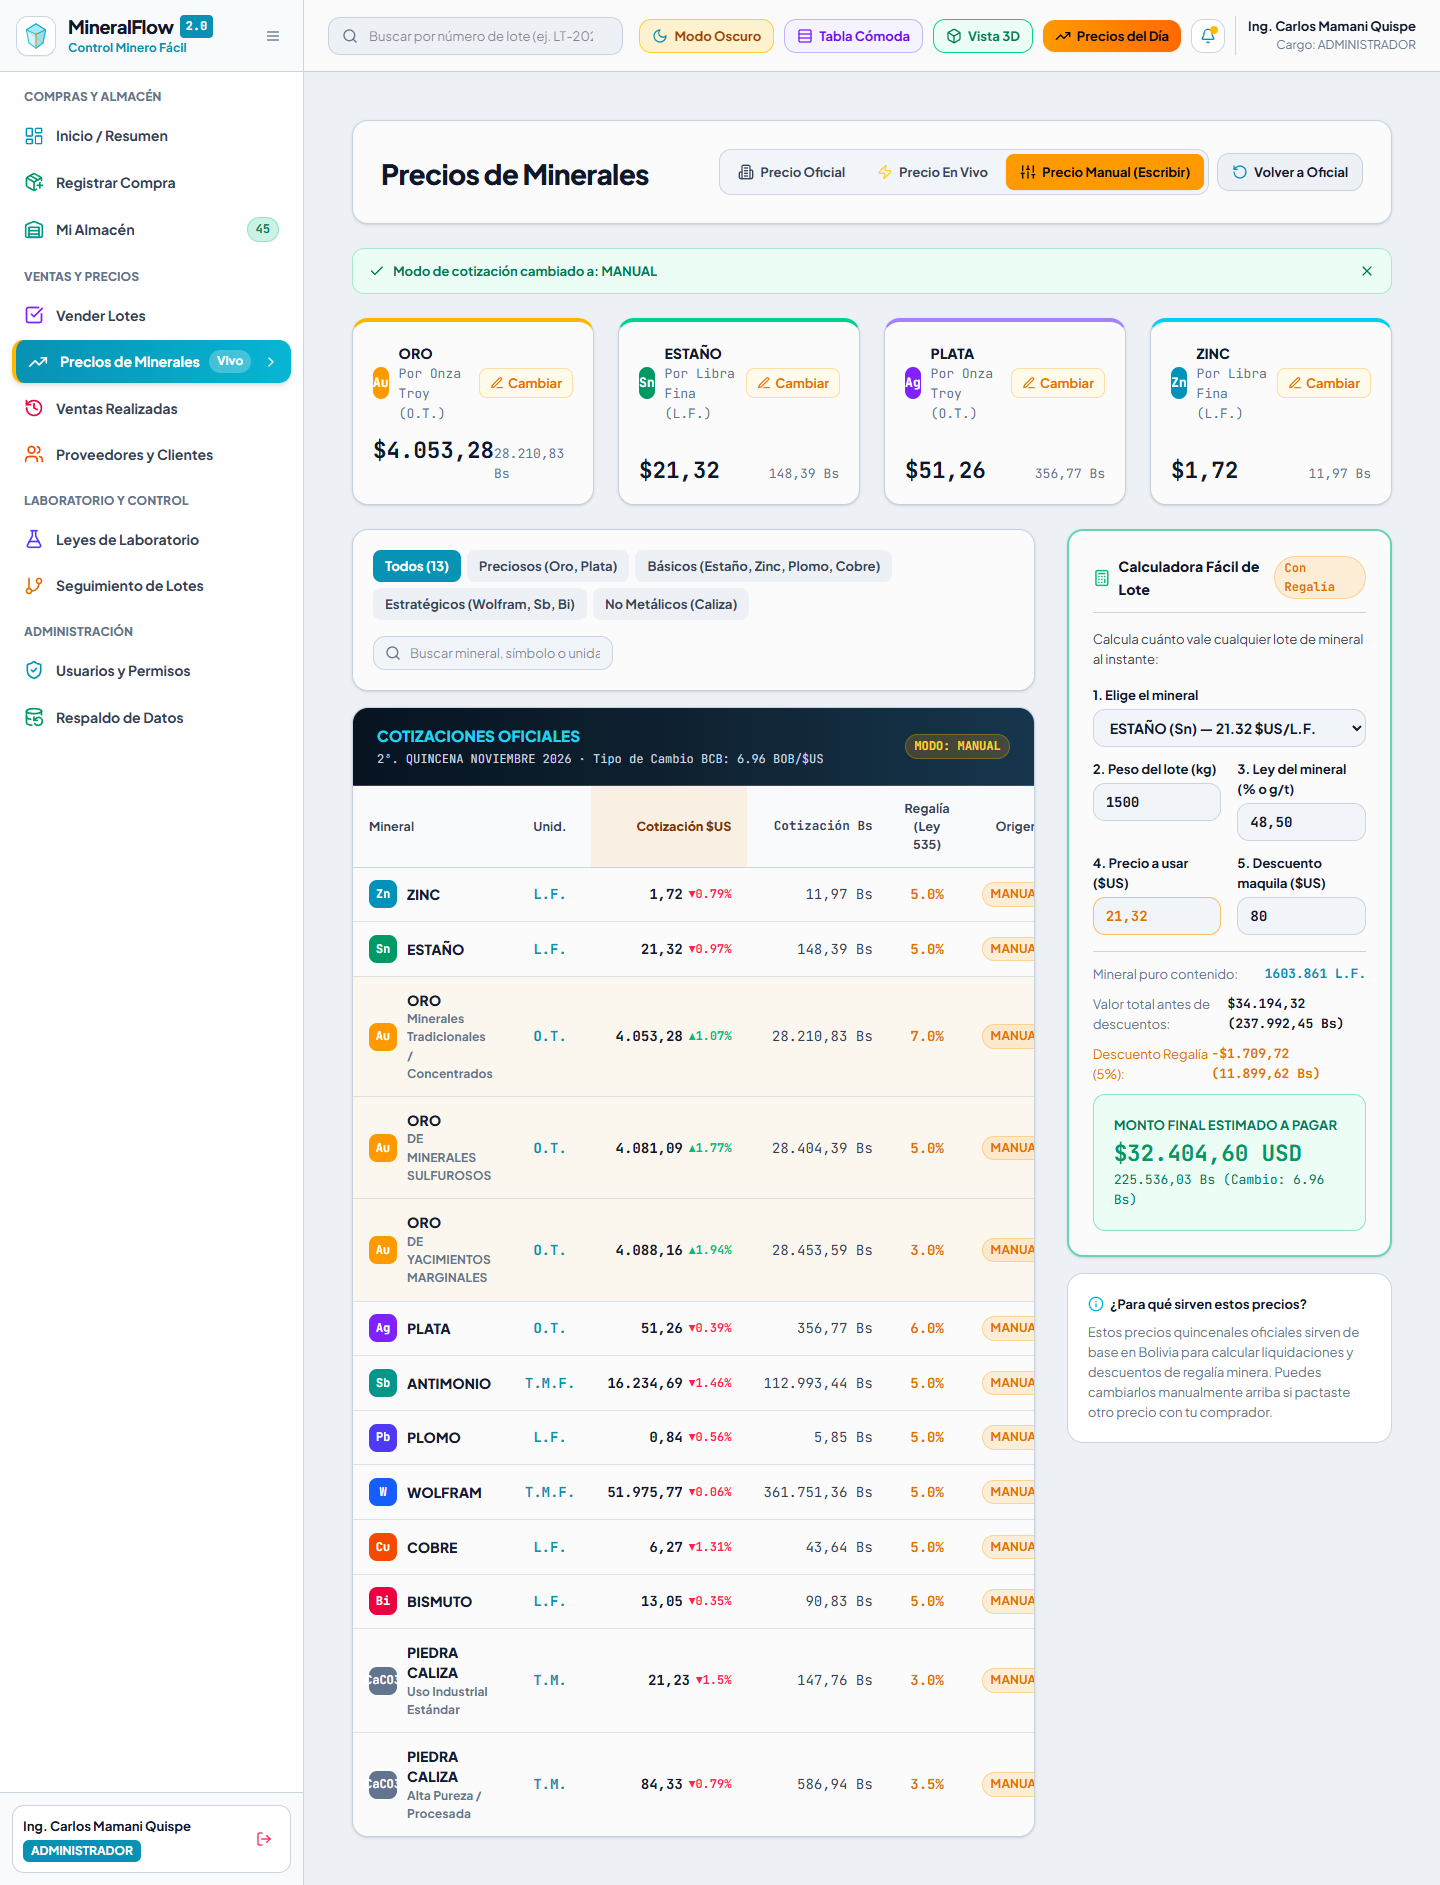 MineralFlow 2.0
Control Minero Fácil
Buscar por número de lote (ej. LT-202
Modo Oscuro
Tabla Cómoda
Vista 3D
Precios del Día
Ing. Carlos Mamani Quispe
Cargo: ADMINISTRADOR
COMPRAS Y ALMACÉN
Inicio / Resumen
Registrar Compra
Mi Almacén 45
VENTAS Y PRECIOS
Vender Lotes
Precios de Minerales Vivo
Ventas Realizadas
Proveedores y Clientes
LABORATORIO Y CONTROL
Leyes de Laboratorio
Seguimiento de Lotes
ADMINISTRACIÓN
Usuarios y Permisos
Respaldo de Datos
Ing. Carlos Mamani Quispe
ADMINISTRADOR
Precios de Minerales
Precio Oficial
Precio En Vivo
Precio Manual (Escribir)
Volver a Oficial
Modo de cotización cambiado a: MANUAL
Au
ORO
Por Onza
Troy
(O.T.)
Cambiar
$4.053,28
28.210,83
Bs
Sn
ESTAÑO
Por Libra
Fina
(L.F.)
Cambiar
$21,32
148,39 Bs
Ag
PLATA
Por Onza
Troy
(O.T.)
Cambiar
$51,26
356,77 Bs
Zn
ZINC
Por Libra
Fina
(L.F.)
Cambiar
$1,72
11,97 Bs
Todos (13)
Preciosos (Oro, Plata)
Básicos (Estaño, Zinc, Plomo, Cobre)
Estratégicos (Wolfram, Sb, Bi)
No Metálicos (Caliza)
Buscar mineral, símbolo o unida
COTIZACIONES OFICIALES
2ª. QUINCENA NOVIEMBRE 2026 · Tipo de Cambio BCB: 6.96 BOB/$US
MODO: MANUAL
Mineral
Unid.
Cotización $US
Cotización Bs
Regalía
(Ley
535)
Origen
Zn ZINC L.F. 1,72 ▼0.79% 11,97 Bs 5.0% MANUA
Sn ESTAÑO L.F. 21,32 ▼0.97% 148,39 Bs 5.0% MANUA
ORO
Minerales
Tradicionales
/
Concentrados
Au O.T. 4.053,28 ▲1.07% 28.210,83 Bs 7.0% MANUA
ORO
DE
MINERALES
SULFUROSOS
Au O.T. 4.081,09 ▲1.77% 28.404,39 Bs 5.0% MANUA
ORO
DE
YACIMIENTOS
MARGINALES
Au O.T. 4.088,16 ▲1.94% 28.453,59 Bs 3.0% MANUA
Ag PLATA O.T. 51,26 ▼0.39% 356,77 Bs 6.0% MANUA
Sb ANTIMONIO T.M.F. 16.234,69 ▼1.46% 112.993,44 Bs 5.0% MANUA
Pb PLOMO L.F. 0,84 ▼0.56% 5,85 Bs 5.0% MANUA
W WOLFRAM T.M.F. 51.975,77 ▼0.06% 361.751,36 Bs 5.0% MANUA
Cu COBRE L.F. 6,27 ▼1.31% 43,64 Bs 5.0% MANUA
Bi BISMUTO L.F. 13,05 ▼0.35% 90,83 Bs 5.0% MANUA
PIEDRA
CALIZA
Uso Industrial
Estándar
CaCO3 T.M. 21,23 ▼1.5% 147,76 Bs 3.0% MANUA
PIEDRA
CALIZA
Alta Pureza /
Procesada
CaCO3 T.M. 84,33 ▼0.79% 586,94 Bs 3.5% MANUA
Calculadora Fácil de
Lote
Con
Regalía
Calcula cuánto vale cualquier lote de mineral
al instante:
1. Elige el mineral
ESTAÑO (Sn) — 21.32 $US/L.F.
2. Peso del lote (kg)
1500
3. Ley del mineral
(% o g/t)
48,50
4. Precio a usar
($US)
21,32
5. Descuento
maquila ($US)
80
Mineral puro contenido: 1603.861 L.F.
Valor total antes de
descuentos:
$34.194,32
(237.992,45 Bs)
Descuento Regalía
(5%):
-$1.709,72
(11.899,62 Bs)
MONTO FINAL ESTIMADO A PAGAR
$32.404,60 USD
225.536,03 Bs (Cambio: 6.96
Bs)
¿Para qué sirven estos precios?
Estos precios quincenales oficiales sirven de
base en Bolivia para calcular liquidaciones y
descuentos de regalía minera. Puedes
cambiarlos manualmente arriba si pactaste
otro precio con tu comprador.